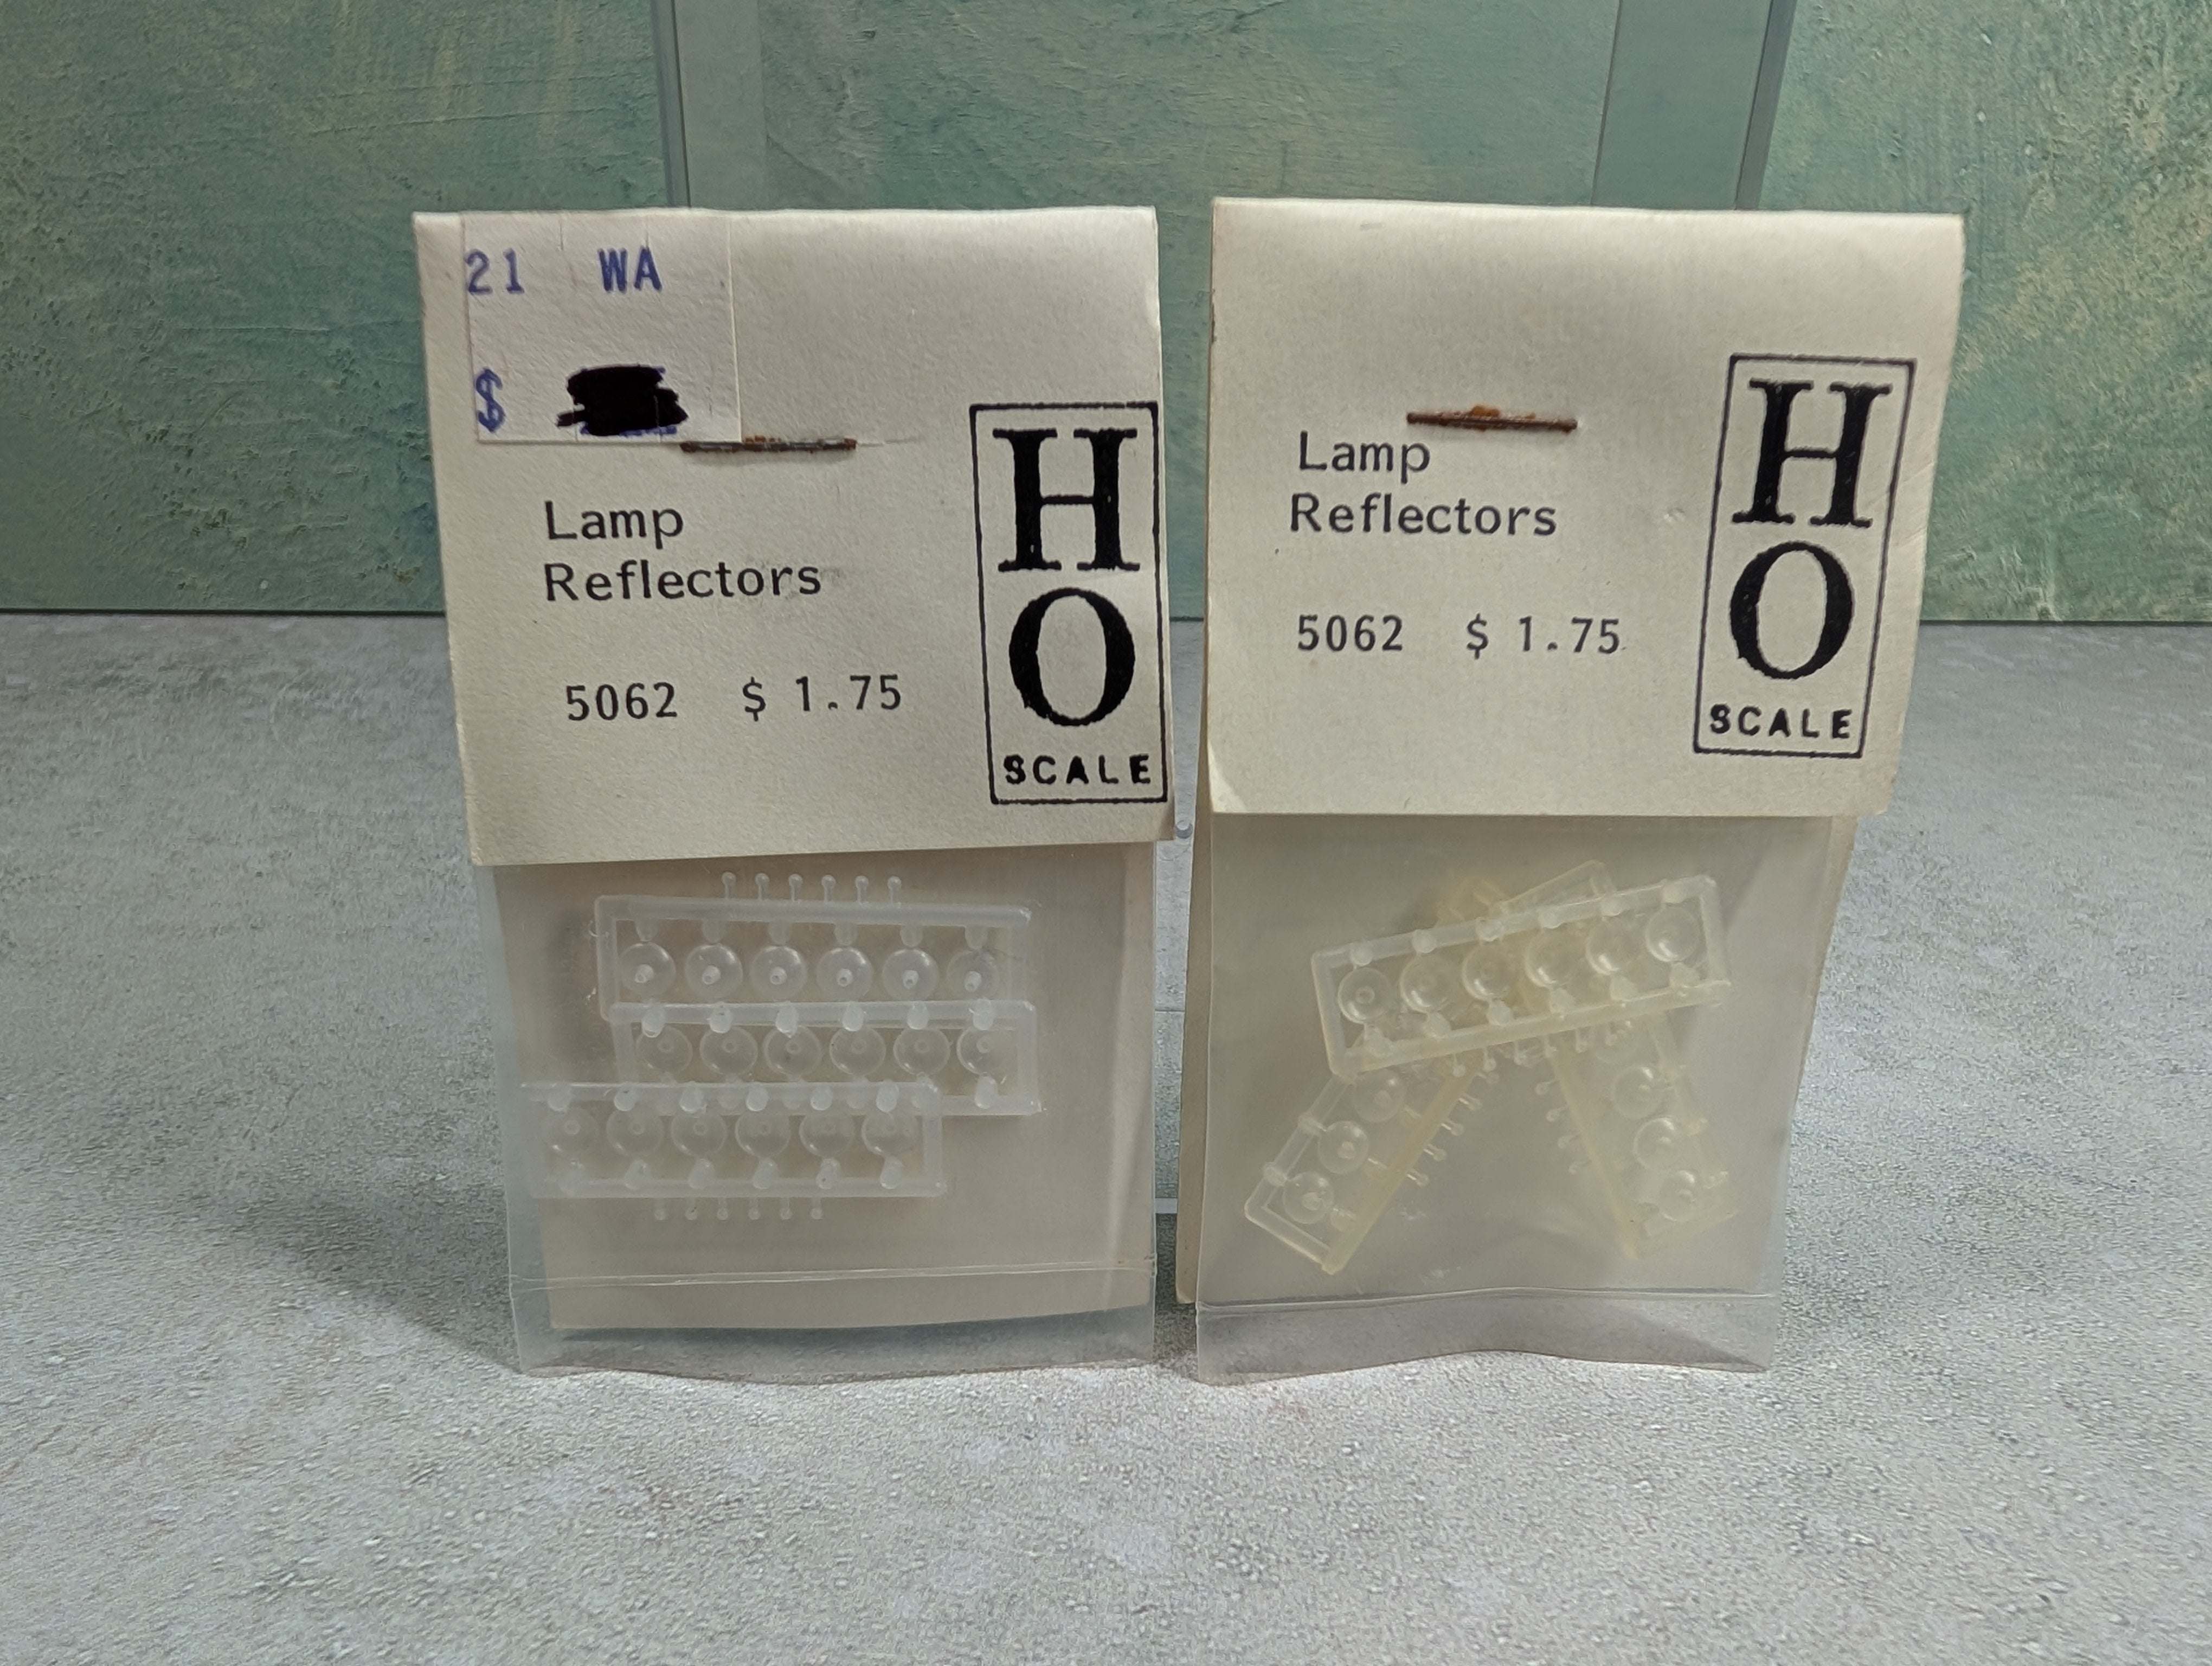 21 WA
$
Lamp
Reflectors
5062 $ 1.75
H
O
SCALE
Lamp
Reflectors
5062 $ 1.75
H
O
SCALE